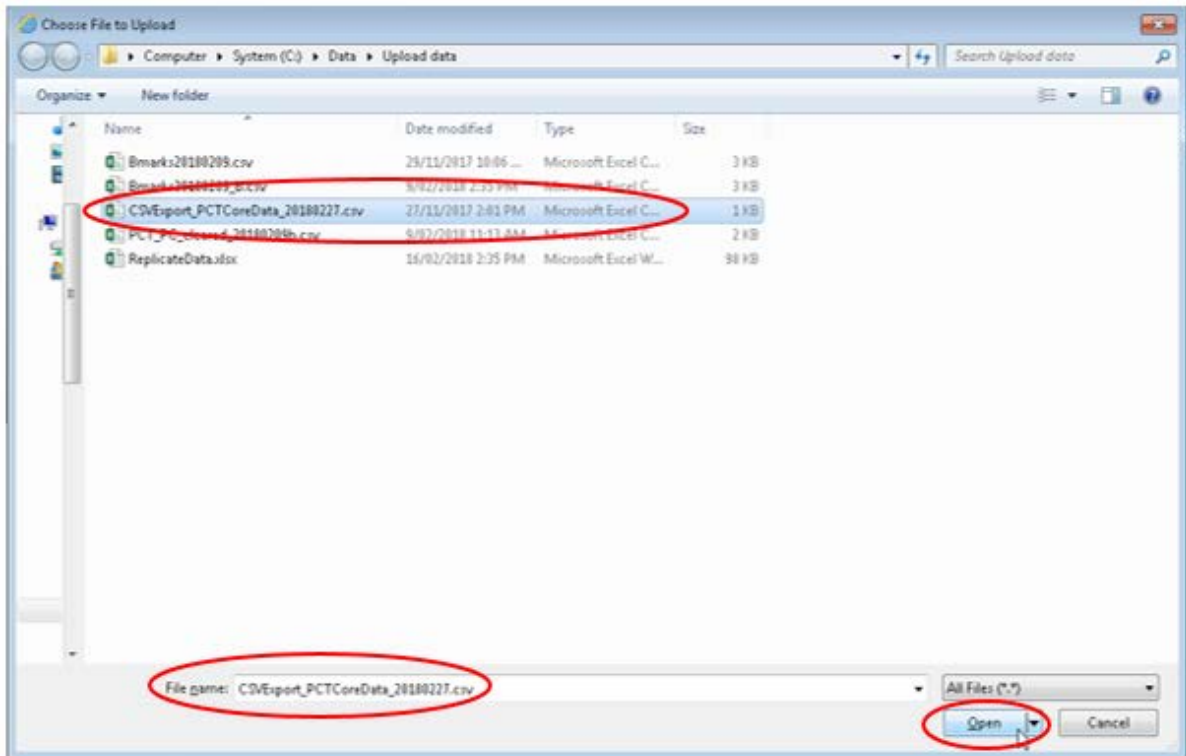 Choose File to Upload
Computer ▸ System (C:) ▸ Data ▸ Upload data
Search Upload data
Organize
New folder
Name Date modified Type Size
Bmarks20180209.csv 29/11/2017 10:06 ... Microsoft Excel C... 3 KB
Bmarks20180209_B.csv 9/02/2018 2:35 PM Microsoft Excel C... 3 KB
CSVExport_PCTCoreData_20180227.csv 27/11/2017 2:01 PM Microsoft Excel C... 1 KB
PCT_PC_cleared_20180209b.csv 9/02/2018 11:13 AM Microsoft Excel C... 2 KB
ReplicateData.xlsx 16/02/2018 2:35 PM Microsoft Excel W... 98 KB
File name: CSVExport_PCTCoreData_20180227.csv
All Files (*.*)
Open Cancel